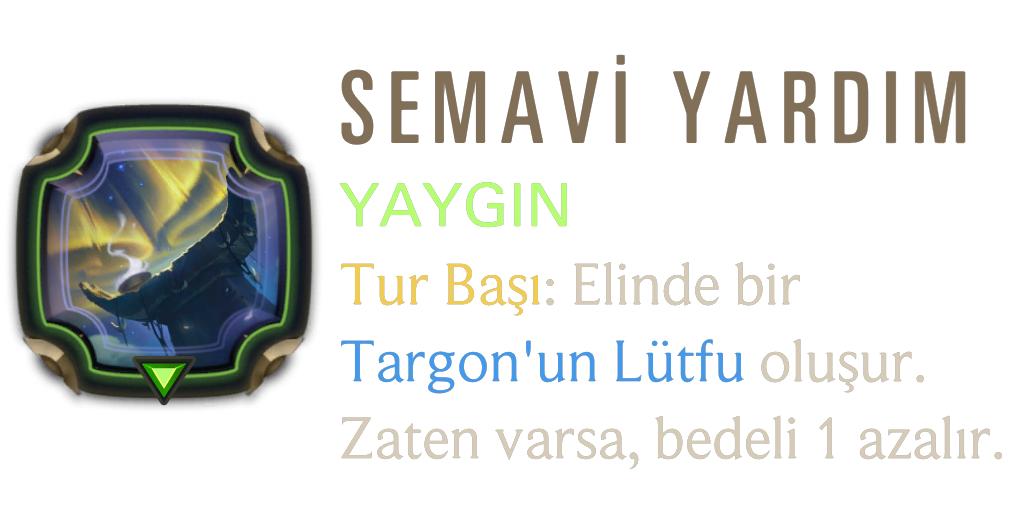 SEMAVİ YARDIM
YAYGIN
Tur Başı: Elinde bir
Targon'un Lütfu oluşur.
Zaten varsa, bedeli 1 azalır.